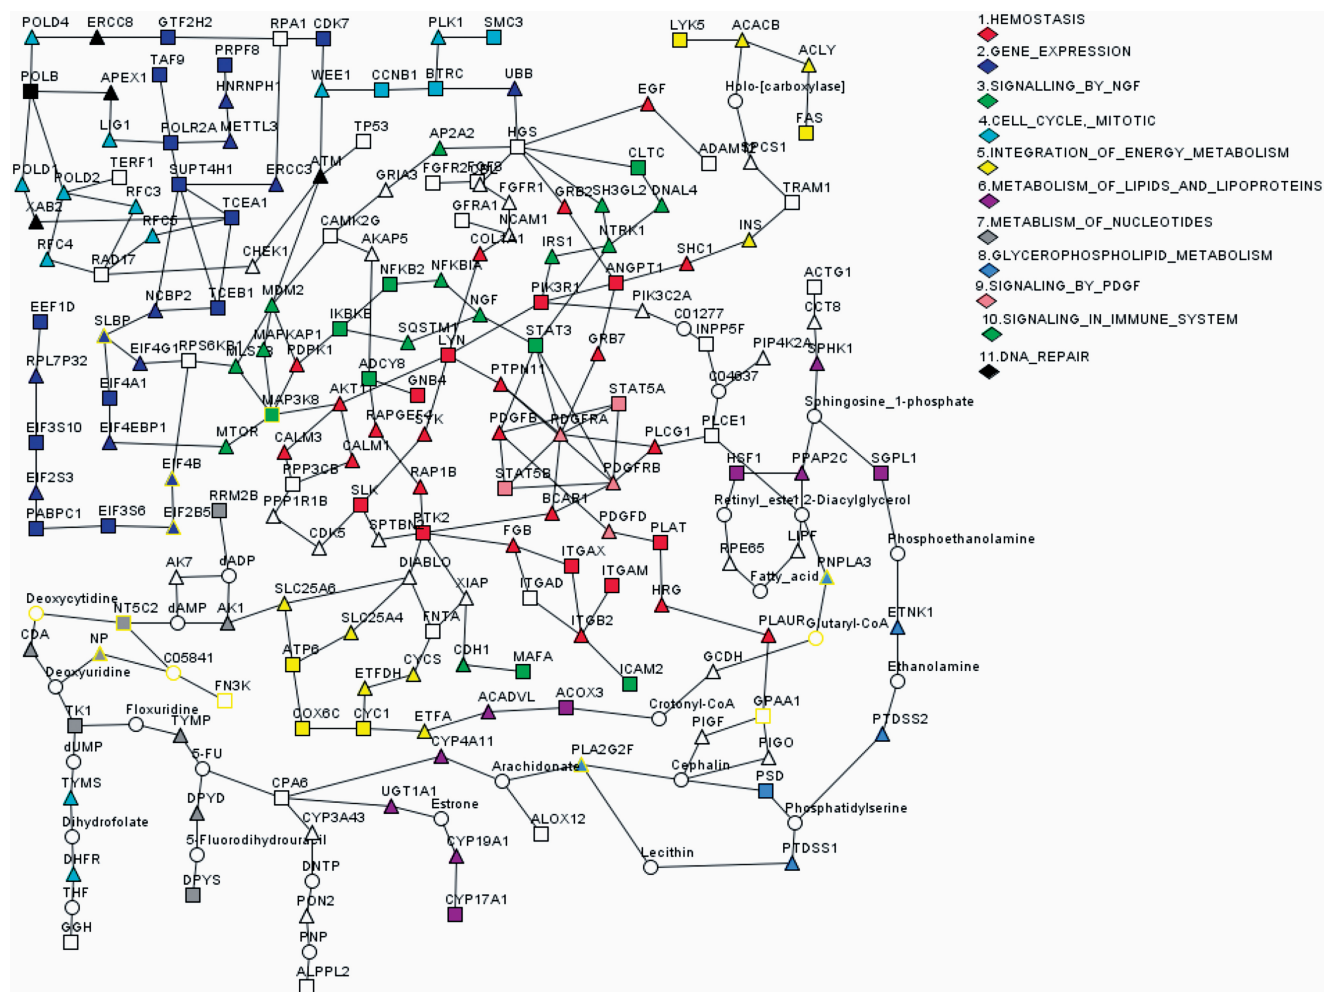 POLD4 ERCC8 GTF2H2 RPA1 CDK7 PLK1 SMC3 LYK5 ACACB
1.HEMOSTASIS
TAF9 PRPF8 ACLY
2.GENE_EXPRESSION
POLB APEX1 HNRNPH1 WEE1 CCNB1 BTRC UBB EGF Holo-[carboxylase]
3.SIGNALLING_BY_NGF
LIG1 POLR2A METTL3 TP53 AP2A2 HGS FAS
4.CELL_CYCLE,_MITOTIC
POLD1 POLD2 TERF1 SUPT4H1 ERCC3 ATM GRIA3 FGFR2 CLTC
5.INTEGRATION_OF_ENERGY_METABOLISM
XAB2 RFC3 TCEA1 FGFR1 GRB2 SH3GL2 DNAL4 TRAM1
6.METABOLISM_OF_LIPIDS_AND_LIPOPROTEINS
RFC4 RFC5 CAMK2G GFRA1 NCAM1 INS
7.METABLISM_OF_NUCLEOTIDES
RAD17 CHEK1 AKAP5 COL1A1 IRS1 NTRK1 SHC1
8.GLYCEROPHOSPHOLIPID_METABOLISM
NFKB2 NFKBIA ANGPT1 ACTG1
9.SIGNALING_BY_PDGF
EEF1D SLBP NCBP2 TCEB1 MDM2 NGF PIK3R1 PIK3C2A C01277 CCT8
10.SIGNALING_IN_IMMUNE_SYSTEM
RPL7P32 EIF4G1 RPS6KB1 MAPKAP1 IKBKE SQSTM1 STAT3 GRB7 INPP5F PIP4K2A SPHK1
11.DNA_REPAIR
EIF4A1 PDPK1 ADCY8 LYN GNB4 PTPN11 STAT5A C04637 Sphingosine_1-phosphate
EIF3S10 EIF4EBP1 MTOR MAP3K8 AKT1 RAPGEF4 PDGFB PDGFRA PLCG1 PLCE1
EIF2S3 EIF4B CALM3 CALM1 PPP3CB RAP1B STAT5B PDGFRB HSF1 PPAP2C SGPL1
PABPC1 EIF3S6 EIF2B5 RRM2B PPP1R1B SLK PTK2 BCAR1 PDGFD PLAT
CDK5 FGB RPE65 LIPF Phosphoethanolamine
AK7 dADP DIABLO XIAP ITGAX ITGAD ITGAM HRG Fatty_acid PNPLA3
Deoxycytidine NT5C2 dAMP AK1 SLC25A6 SLC25A4 FNTA ITGB2 PLAUR Glutaryl-CoA ETNK1
CDA NP C05841 ATP6 CYCS CDH1 MAFA ICAM2 GCDH Ethanolamine
Deoxyuridine FN3K ETFDH ACADVL ACOX3 Crotonyl-CoA GPAA1
TK1 Floxuridine TYMP COX6C CYC1 ETFA PIGF PTDSS2
dUMP 5-FU CYP4A11 Arachidonate PLA2G2F Cephalin PIGO
TYMS DPYD CPA6 UGT1A1 Estrone PSD Phosphatidylserine
Dihydrofolate CYP3A43 ALOX12
DHFR CYP19A1 Lecithin PTDSS1
THF DPYS DNTP CYP17A1
GGH PON2
PNP
ALPPL2